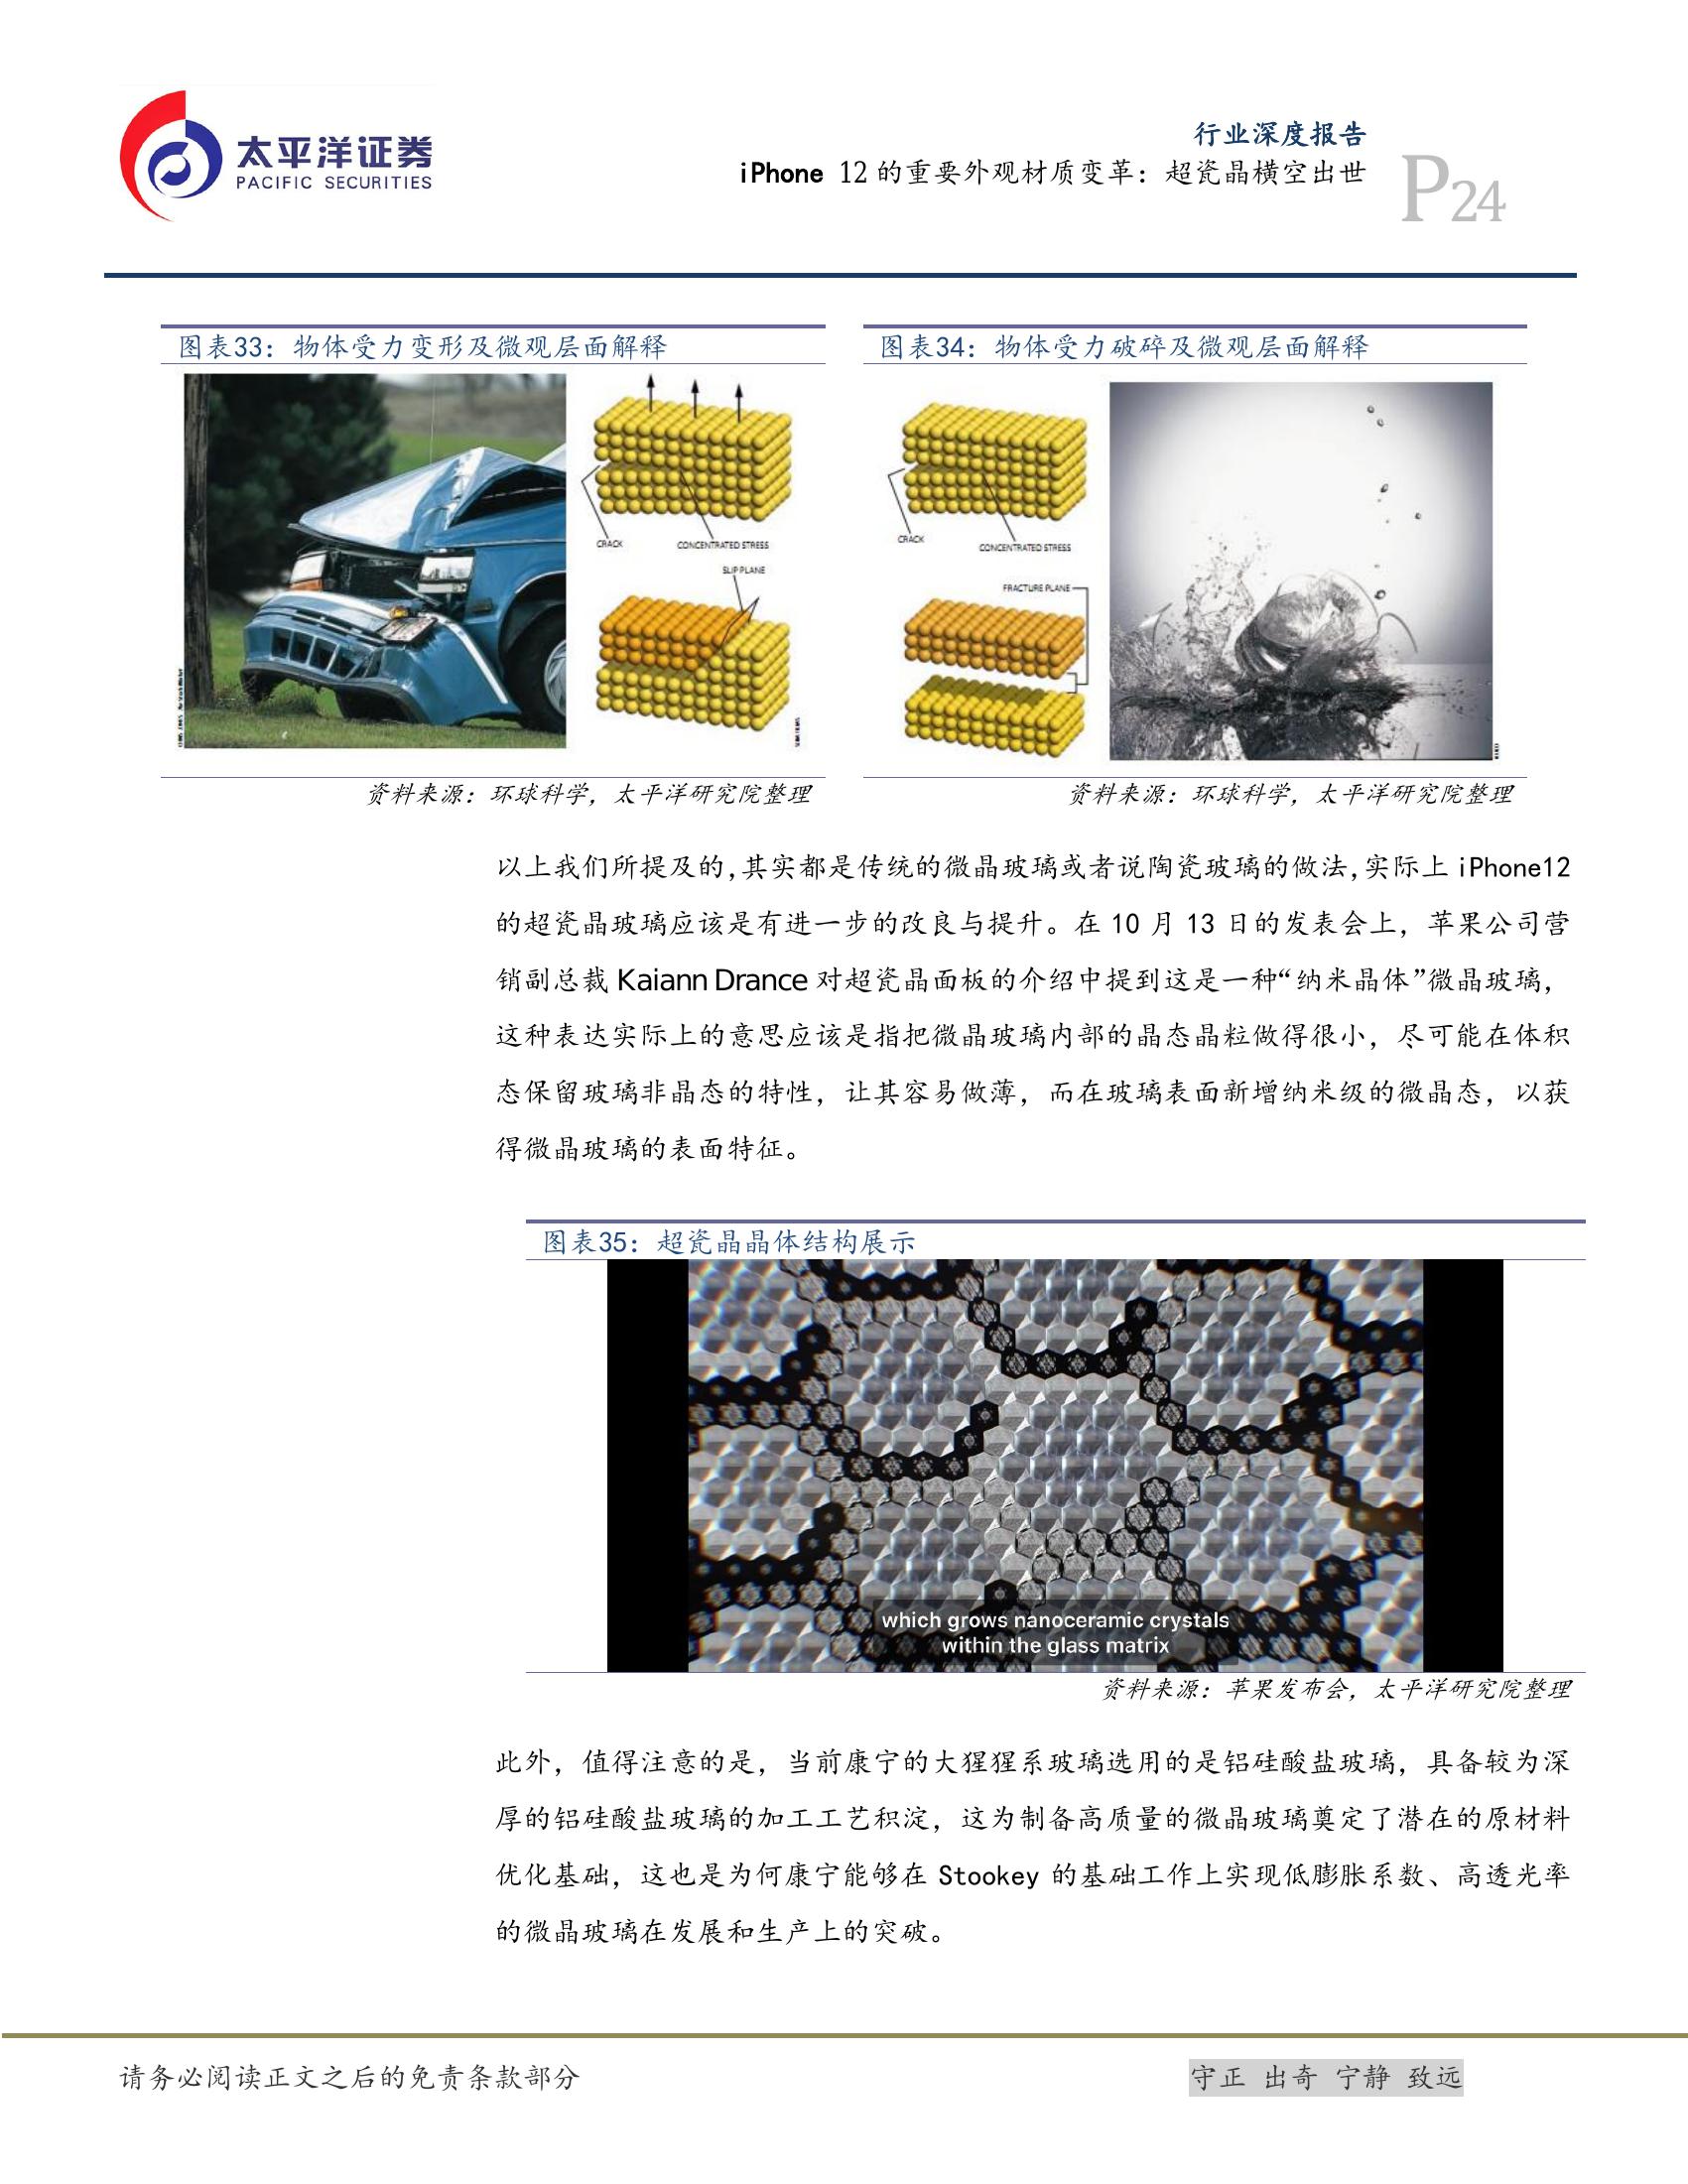 太平洋证券
PACIFIC SECURITIES
行业深度报告
iPhone 12 的重要外观材质变革：超瓷晶横空出世
P24
图表33：物体受力变形及微观层面解释
CRACK
CONCENTRATED STRESS
SLIP PLANE
资料来源：环球科学，太平洋研究院整理
图表34：物体受力破碎及微观层面解释
CRACK
CONCENTRATED STRESS
FRACTURE PLANE
资料来源：环球科学，太平洋研究院整理
以上我们所提及的,其实都是传统的微晶玻璃或者说陶瓷玻璃的做法,实际上 iPhone12
的超瓷晶玻璃应该是有进一步的改良与提升。在 10 月 13 日的发表会上，苹果公司营
销副总裁 Kaiann Drance 对超瓷晶面板的介绍中提到这是一种“纳米晶体”微晶玻璃，
这种表达实际上的意思应该是指把微晶玻璃内部的晶态晶粒做得很小，尽可能在体积
态保留玻璃非晶态的特性，让其容易做薄，而在玻璃表面新增纳米级的微晶态，以获
得微晶玻璃的表面特征。
图表35：超瓷晶晶体结构展示
which grows nanoceramic crystals
within the glass matrix
资料来源：苹果发布会，太平洋研究院整理
此外，值得注意的是，当前康宁的大猩猩系玻璃选用的是铝硅酸盐玻璃，具备较为深
厚的铝硅酸盐玻璃的加工工艺积淀，这为制备高质量的微晶玻璃奠定了潜在的原材料
优化基础，这也是为何康宁能够在 Stookey 的基础工作上实现低膨胀系数、高透光率
的微晶玻璃在发展和生产上的突破。
请务必阅读正文之后的免责条款部分
守正 出奇 宁静 致远